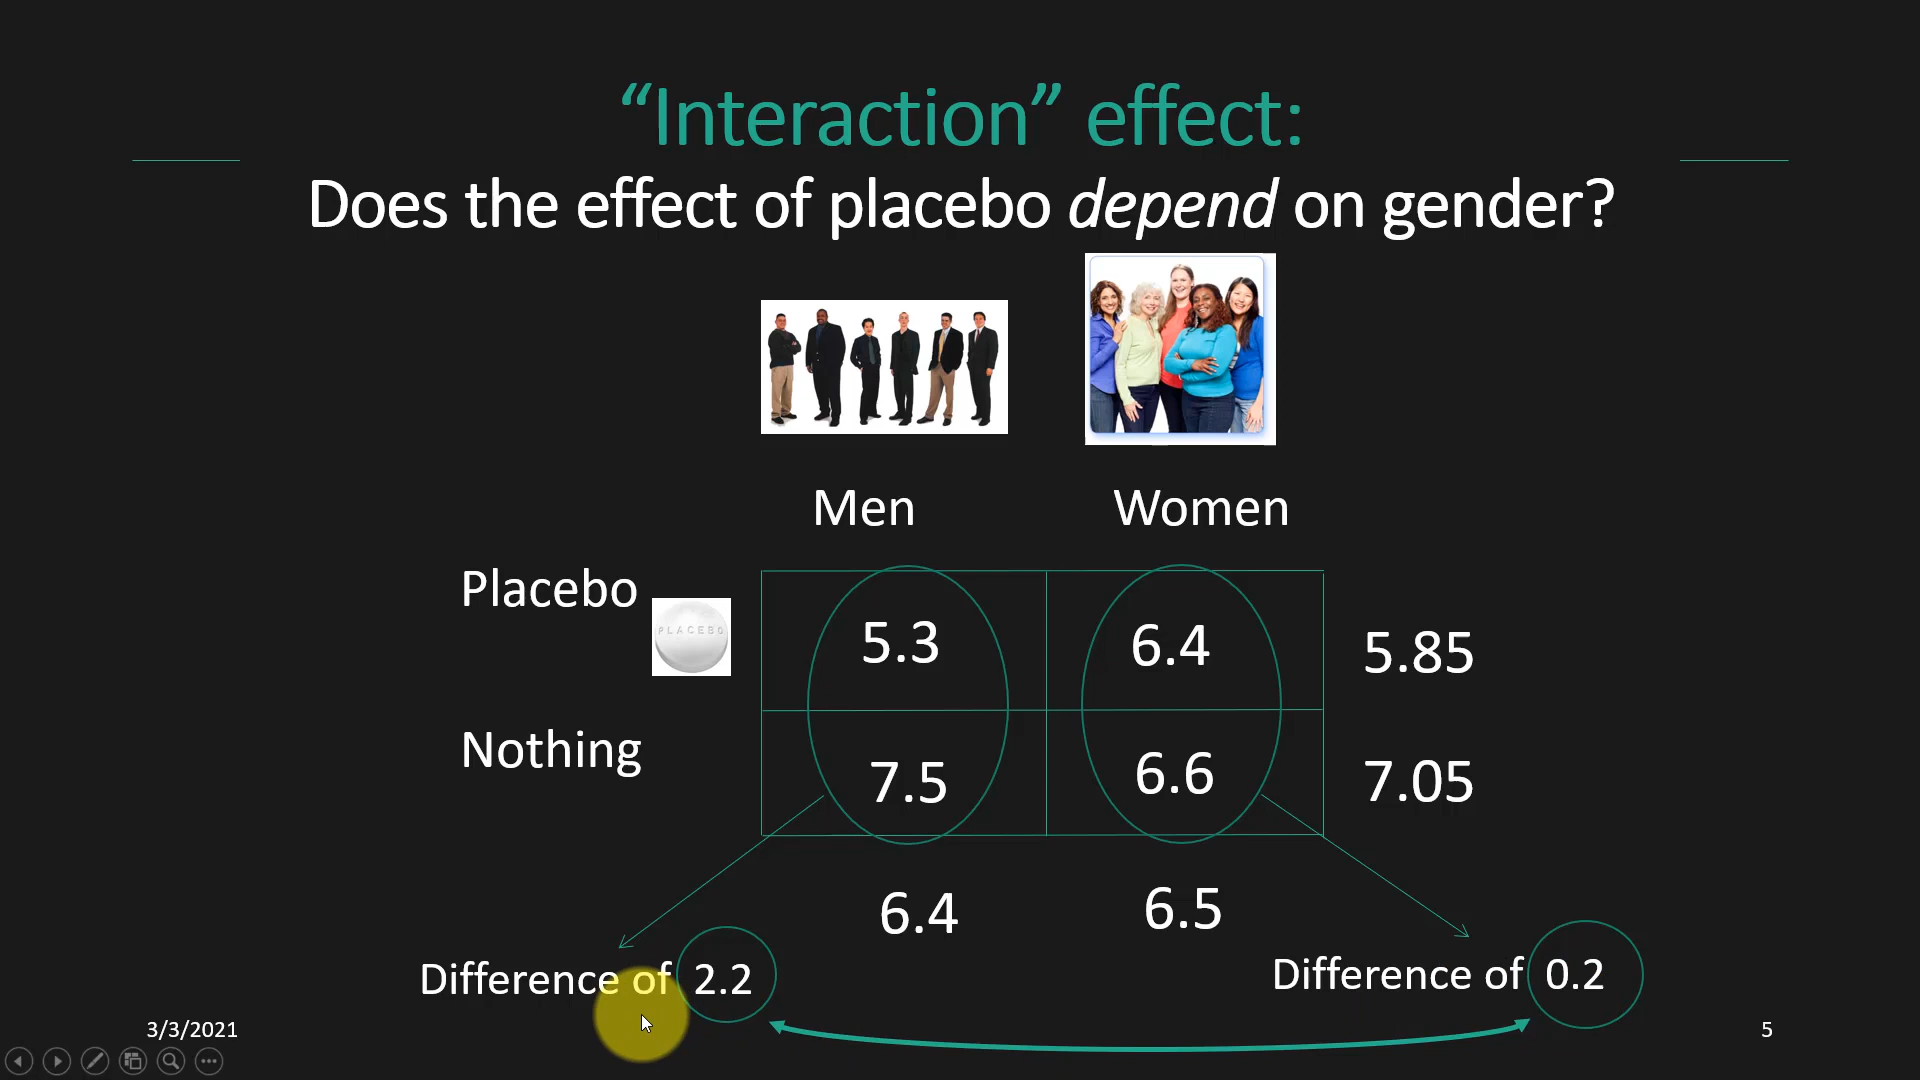 “Interaction” effect:
Does the effect of placebo depend on gender?
Men Women
Placebo
PLACEBO
5.3 6.4 5.85
Nothing
7.5 6.6 7.05
6.4 6.5
Difference of 2.2
Difference of 0.2
3/3/2021
5